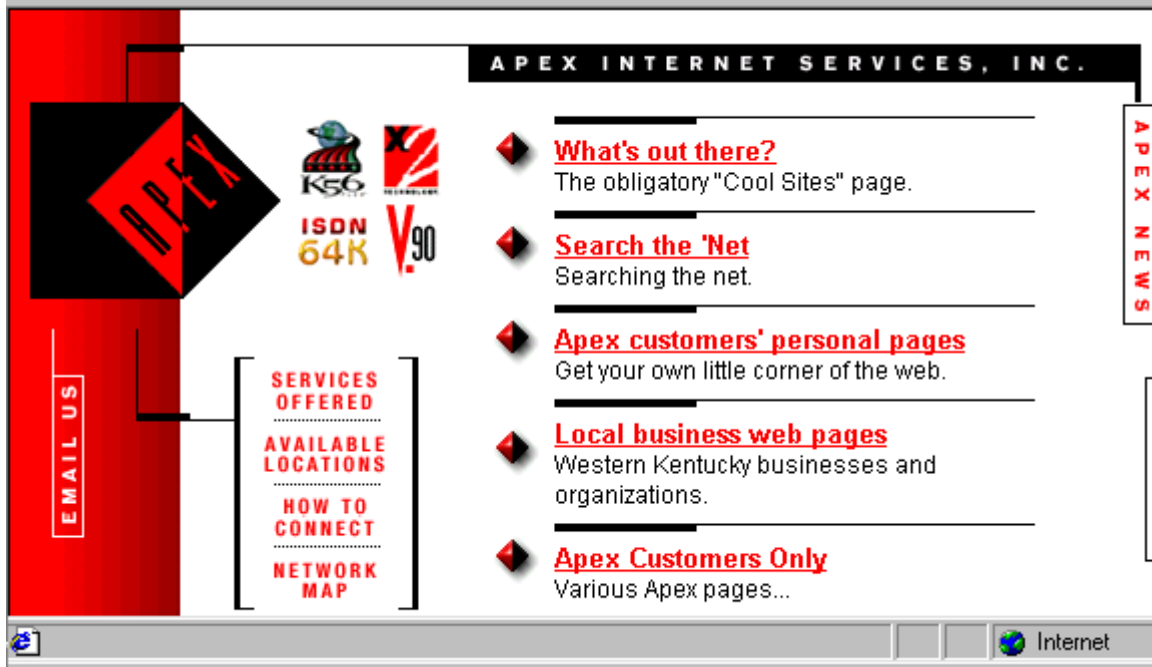 APEX INTERNET SERVICES, INC.
APEX
K56
X2
TECHNOLOGY
ISDN
64K
V.90
EMAIL US
SERVICES
OFFERED
AVAILABLE
LOCATIONS
HOW TO
CONNECT
NETWORK
MAP
What's out there?
The obligatory "Cool Sites" page.
Search the 'Net
Searching the net.
Apex customers' personal pages
Get your own little corner of the web.
Local business web pages
Western Kentucky businesses and
organizations.
Apex Customers Only
Various Apex pages...
APEX NEWS
Internet